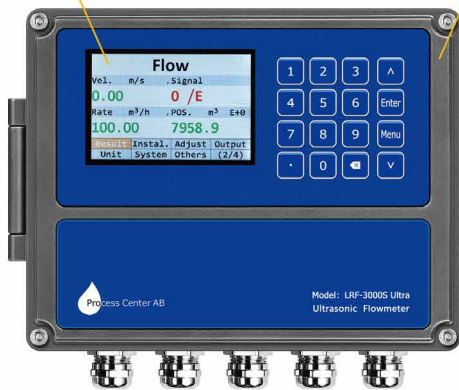 Flow
Vel. m/s .Signal
0.00 0 /E
Rate m³/h .POS. m³ E+0
100.00 7958.9
Result Instal. Adjust Output
Unit System Others (2/4)
1 2 3 ∧
4 5 6 Enter
7 8 9 Menu
. 0 ∨
Process Center AB
Model: LRF-3000S Ultra
Ultrasonic Flowmeter